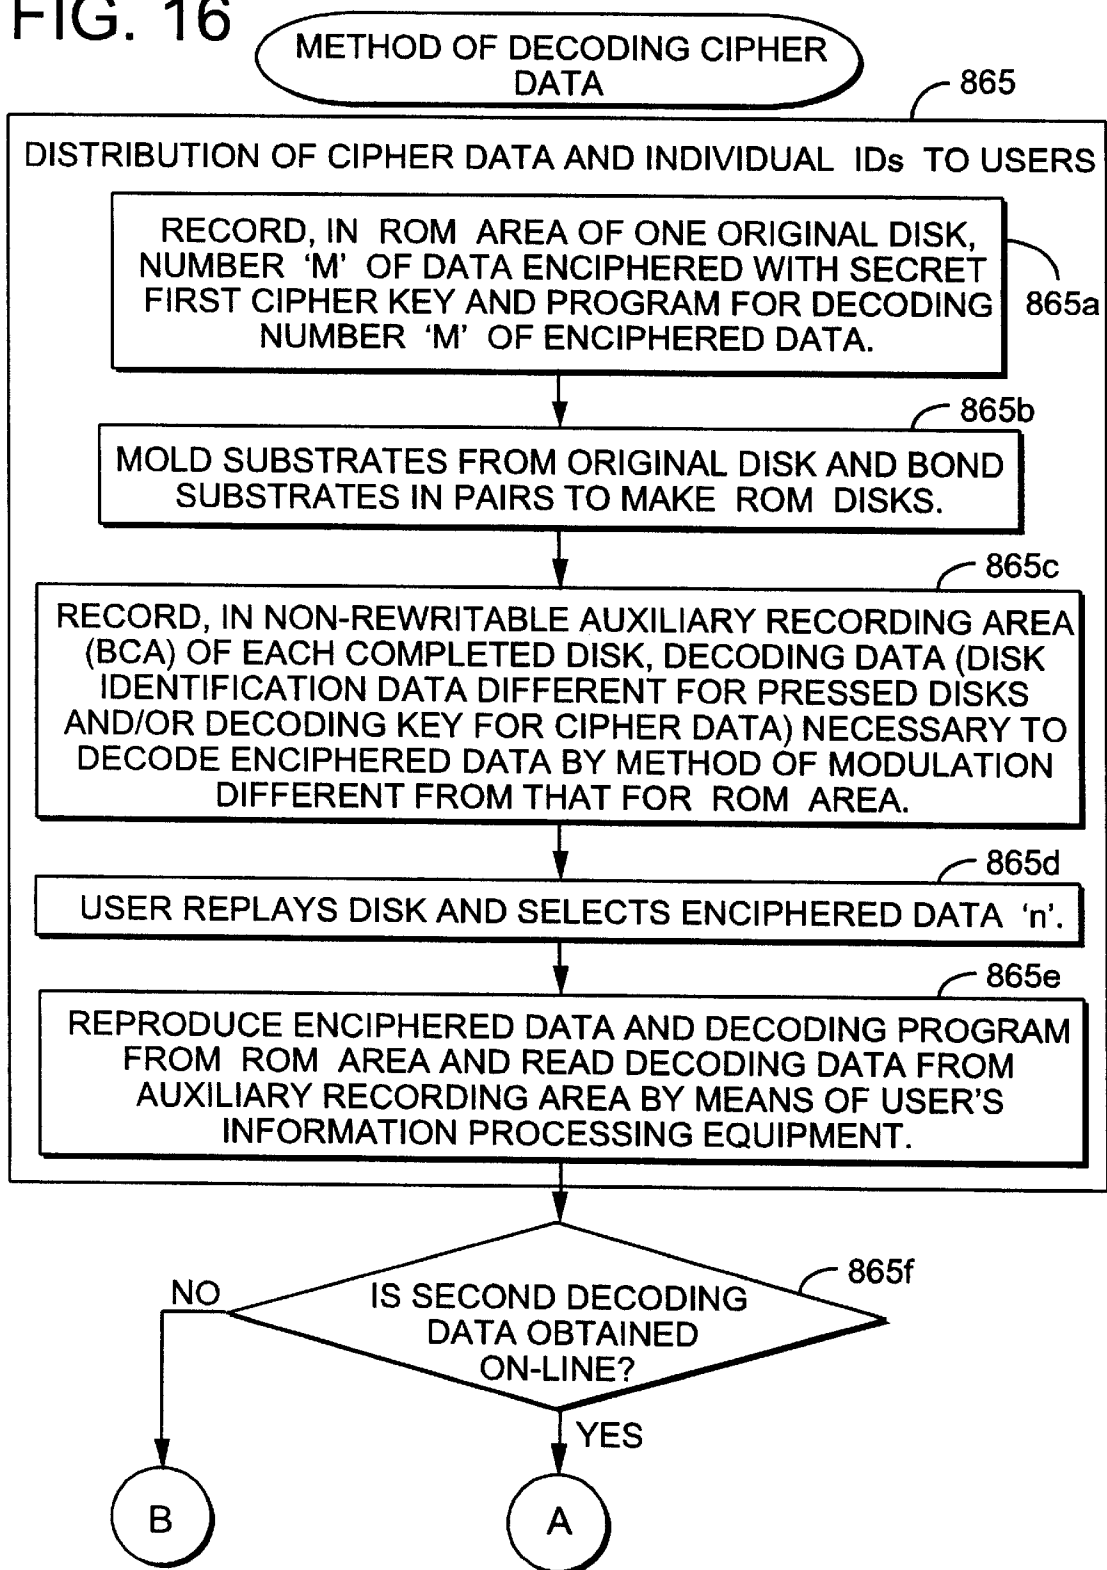 FIG. 16
METHOD OF DECODING CIPHER
DATA
865
DISTRIBUTION OF CIPHER DATA AND INDIVIDUAL IDs TO USERS
RECORD, IN ROM AREA OF ONE ORIGINAL DISK,
NUMBER 'M' OF DATA ENCIPHERED WITH SECRET
FIRST CIPHER KEY AND PROGRAM FOR DECODING
NUMBER 'M' OF ENCIPHERED DATA.
865a
865b
MOLD SUBSTRATES FROM ORIGINAL DISK AND BOND
SUBSTRATES IN PAIRS TO MAKE ROM DISKS.
865c
RECORD, IN NON-REWRITABLE AUXILIARY RECORDING AREA
(BCA) OF EACH COMPLETED DISK, DECODING DATA (DISK
IDENTIFICATION DATA DIFFERENT FOR PRESSED DISKS
AND/OR DECODING KEY FOR CIPHER DATA) NECESSARY TO
DECODE ENCIPHERED DATA BY METHOD OF MODULATION
DIFFERENT FROM THAT FOR ROM AREA.
865d
USER REPLAYS DISK AND SELECTS ENCIPHERED DATA 'n'.
865e
REPRODUCE ENCIPHERED DATA AND DECODING PROGRAM
FROM ROM AREA AND READ DECODING DATA FROM
AUXILIARY RECORDING AREA BY MEANS OF USER'S
INFORMATION PROCESSING EQUIPMENT.
865f
NO
IS SECOND DECODING
DATA OBTAINED
ON-LINE?
YES
B
A